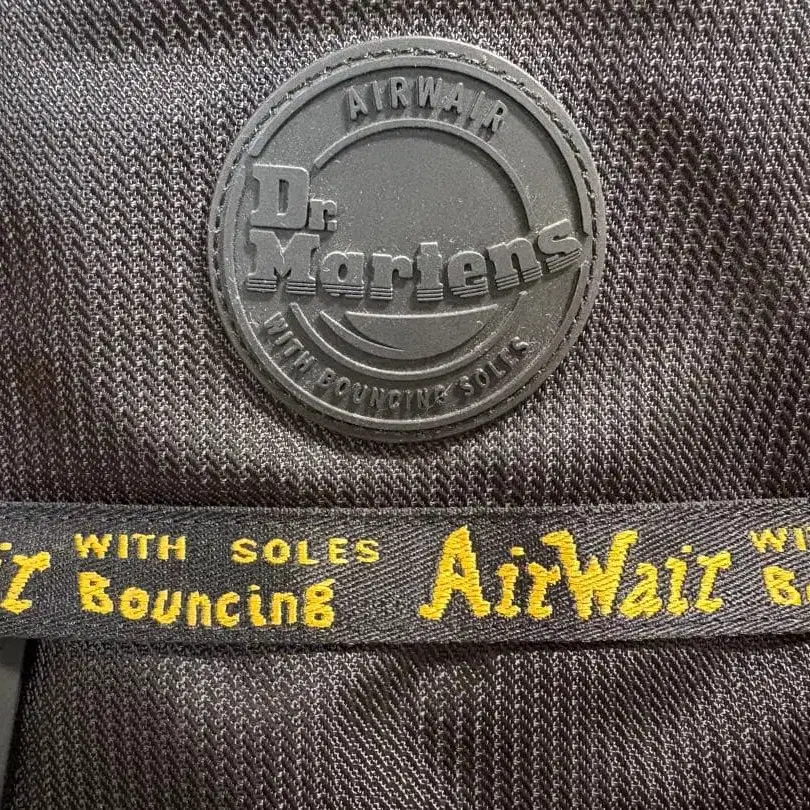 AIRWAIR
Dr.
Martens
WITH BOUNCING SOLES
WITH SOLES
Bouncing
AirWair